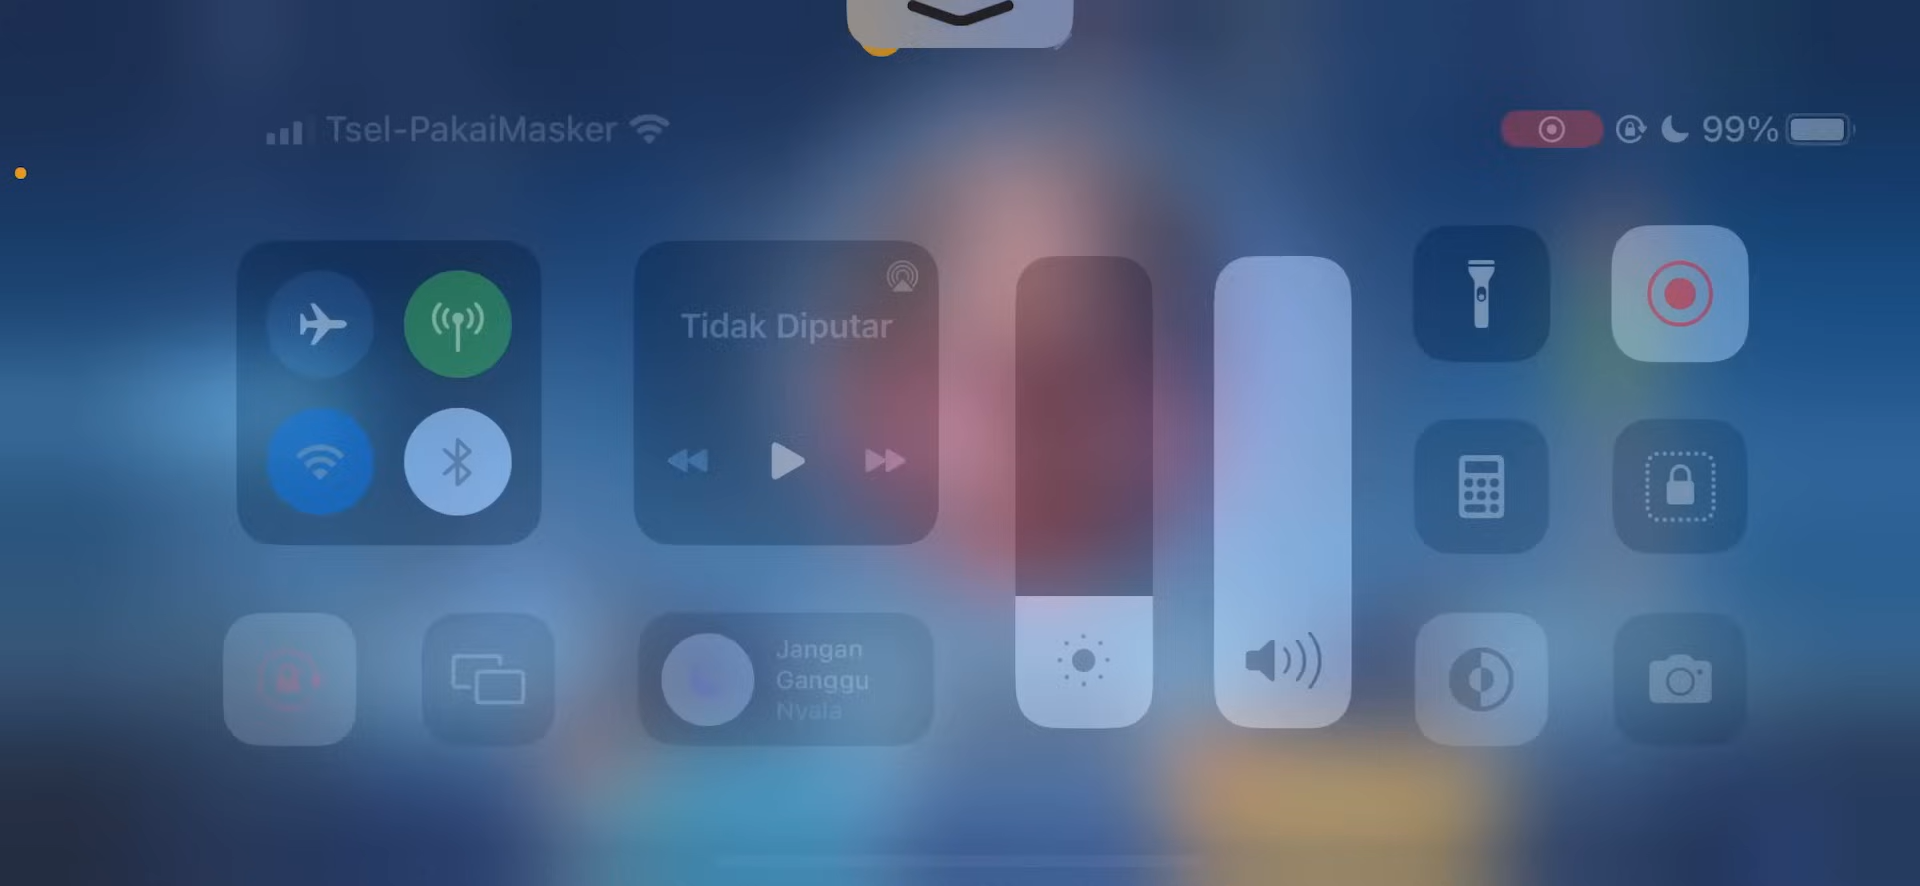 Tsel-PakaiMasker
99%
Tidak Diputar
Jangan
Ganggu
Nyala